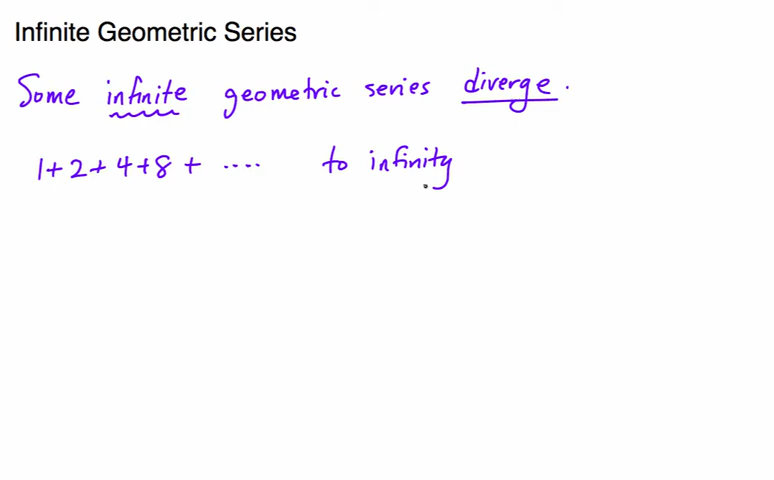 Infinite Geometric Series
Some infinite geometric series diverge.
1+2+4+8+ .... to infinity